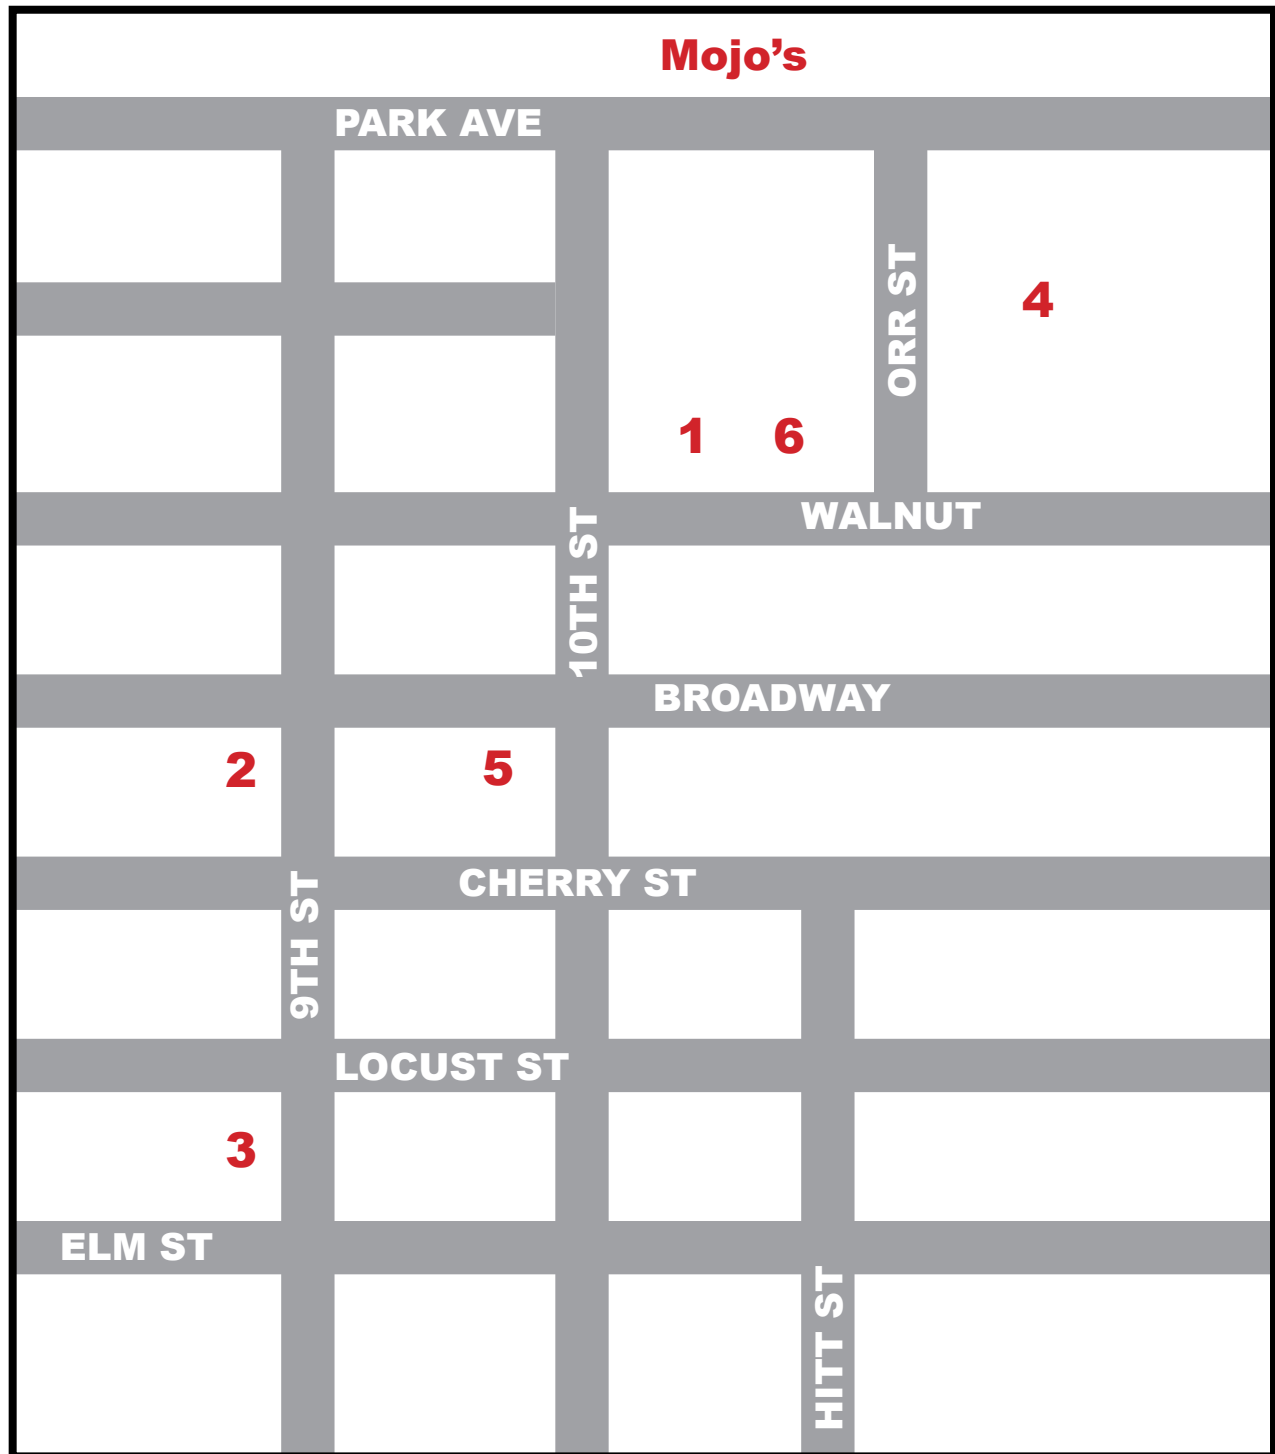 Mojo’s
PARK AVE
ORR ST
4
1
6
WALNUT
10TH ST
BROADWAY
2
5
CHERRY ST
9TH ST
LOCUST ST
3
ELM ST
HITT ST